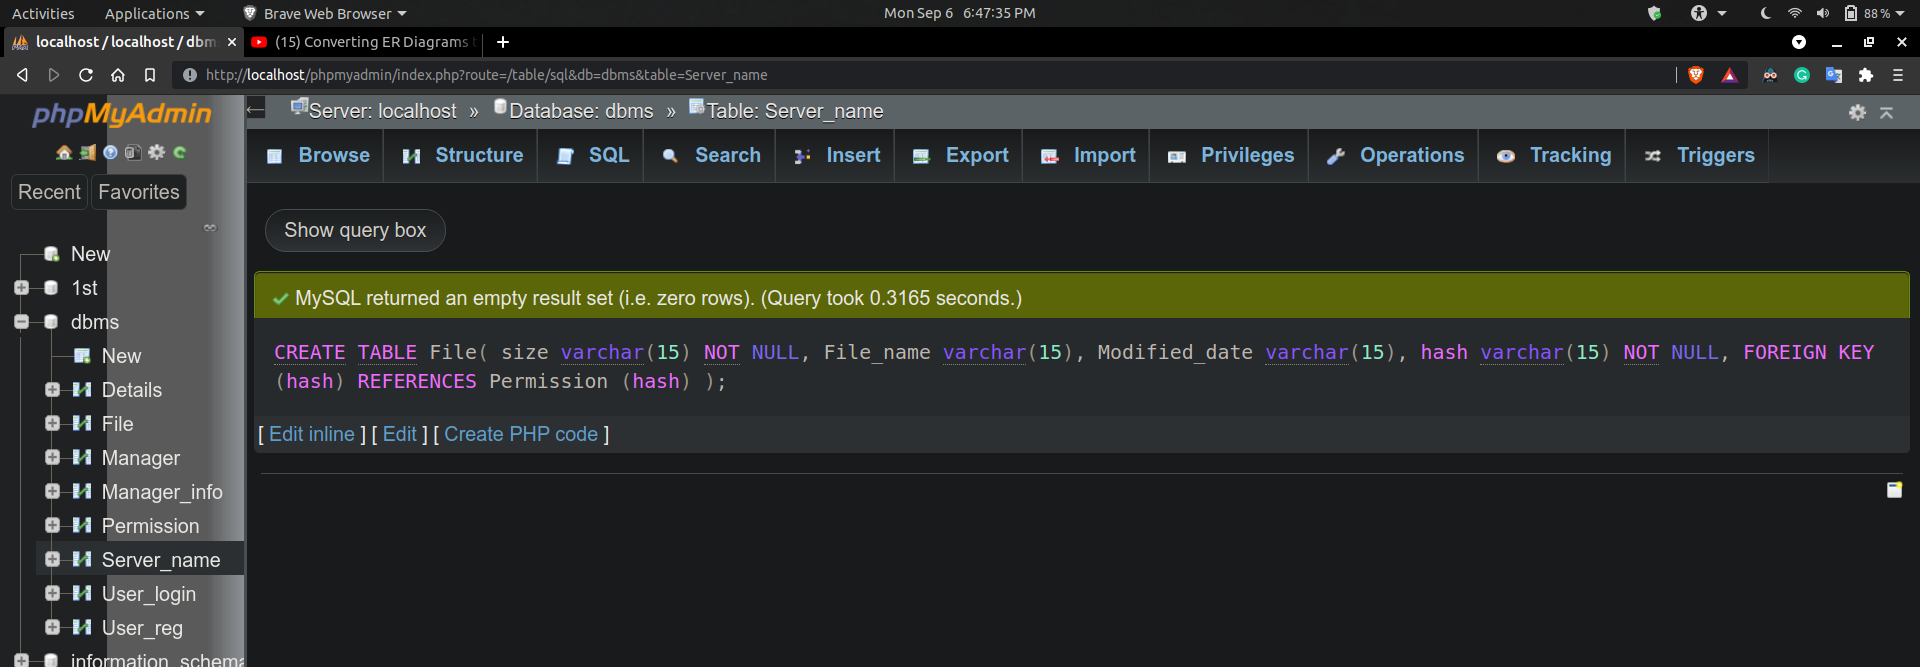 Activities Applications Brave Web Browser Mon Sep 6 6:47:35 PM 88 %
localhost / localhost / dbm (15) Converting ER Diagrams
http://localhost/phpmyadmin/index.php?route=/table/sql&db=dbms&table=Server_name
phpMyAdmin
Server: localhost » Database: dbms » Table: Server_name
Browse Structure SQL Search Insert Export Import Privileges Operations Tracking Triggers
Recent Favorites
Show query box
New
1st
dbms
New
Details
File
Manager
Manager_info
Permission
Server_name
User_login
User_reg
information_schema
MySQL returned an empty result set (i.e. zero rows). (Query took 0.3165 seconds.)
CREATE TABLE File( size varchar(15) NOT NULL, File_name varchar(15), Modified_date varchar(15), hash varchar(15) NOT NULL, FOREIGN KEY
(hash) REFERENCES Permission (hash) );
[ Edit inline ] [ Edit ] [ Create PHP code ]